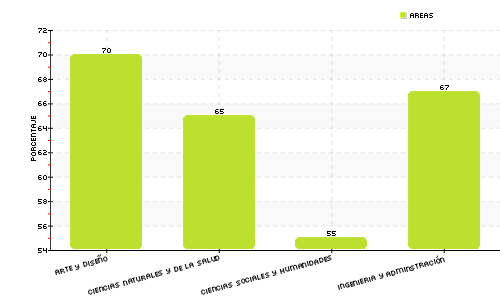 AREAS
72
70
68
66
64
62
60
58
56
54
PORCENTAJE
70
65
55
67
ARTE Y DISEÑO
CIENCIAS NATURALES Y DE LA SALUD
CIENCIAS SOCIALES Y HUMANIDADES
INGENIERIA Y ADMINSTRACIÓN